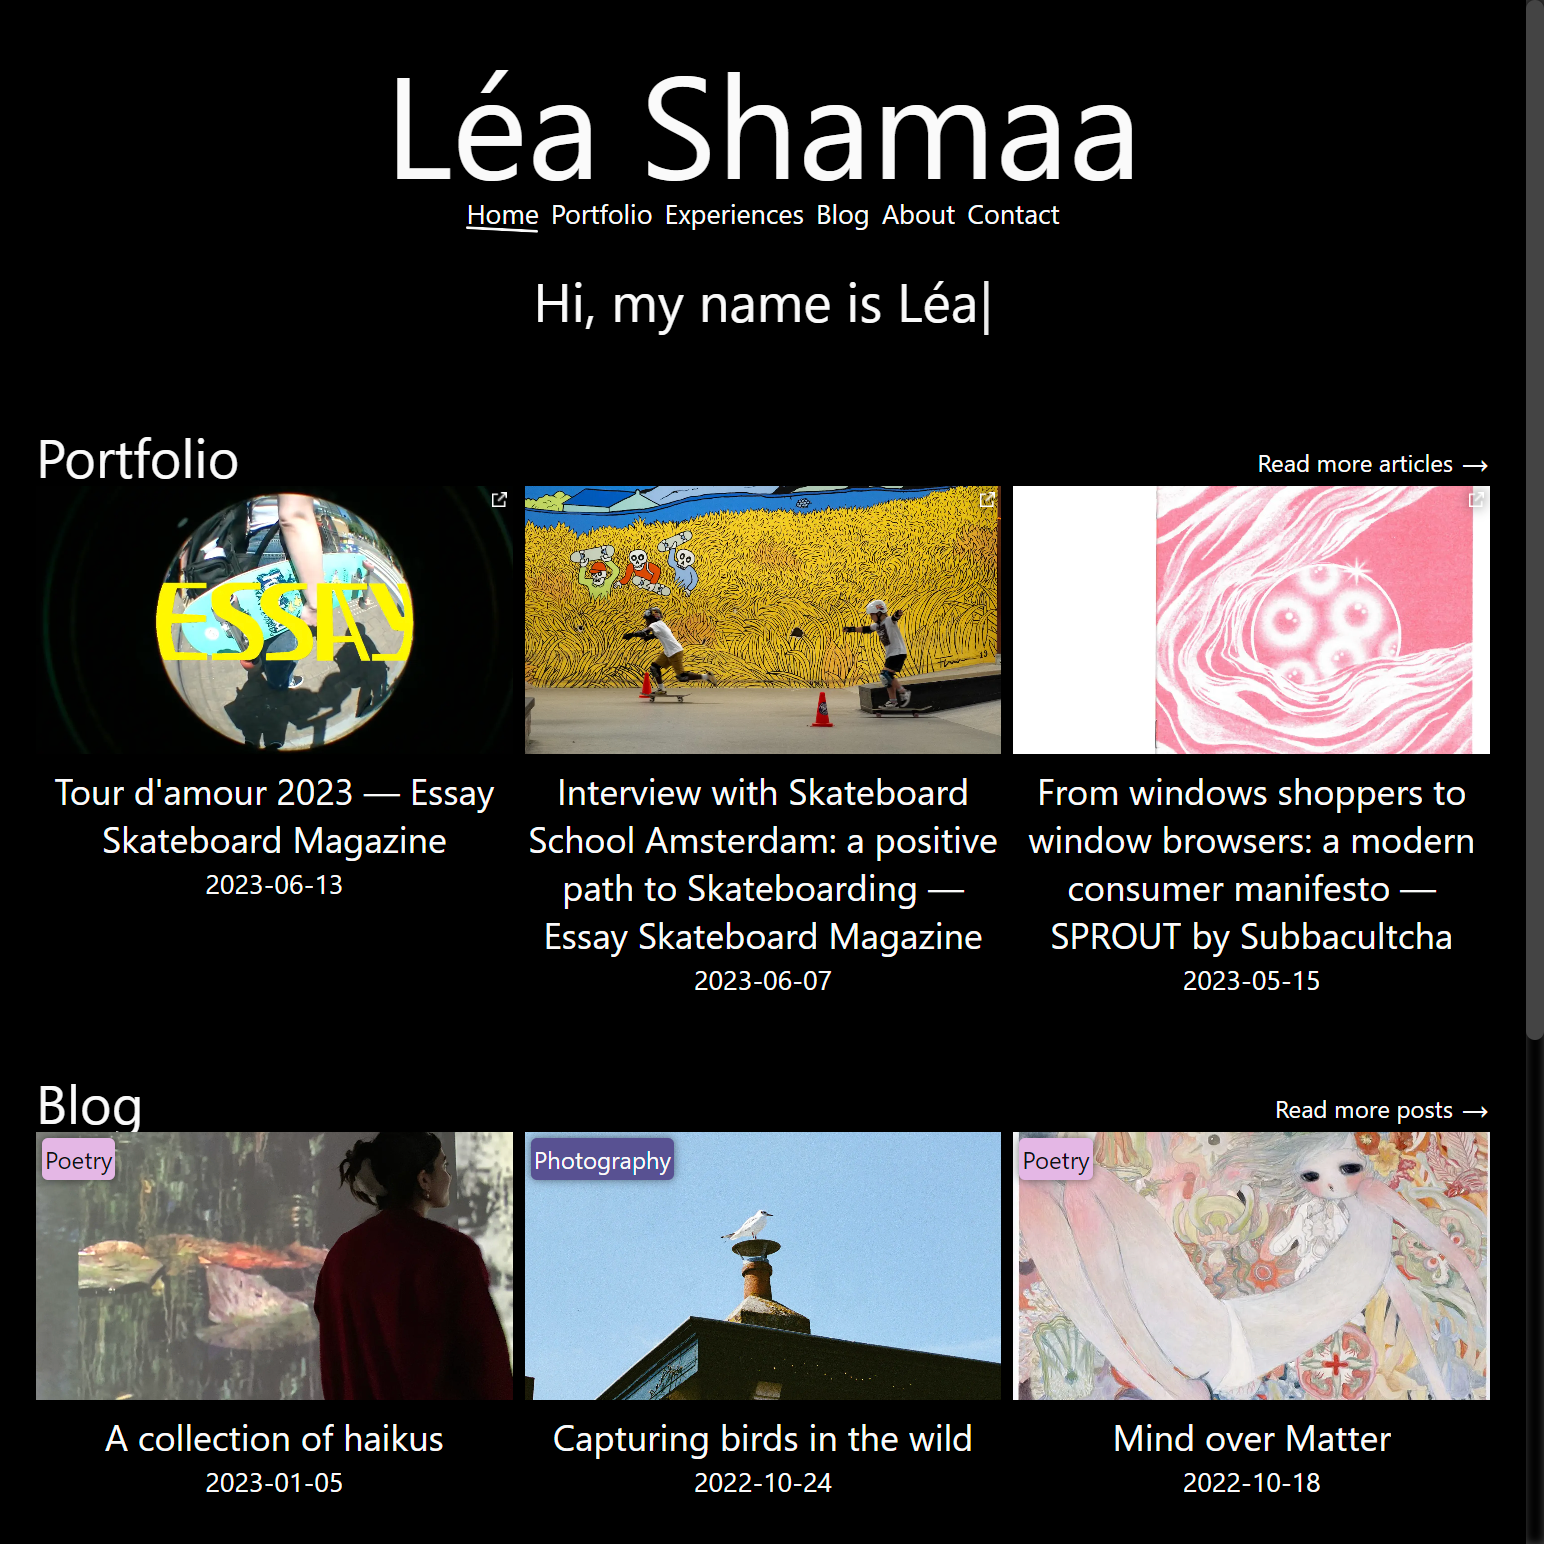 Léa Shamaa
Home Portfolio Experiences Blog About Contact
Hi, my name is Léa|
Portfolio
Read more articles →
ESSAY
Tour d'amour 2023 — Essay
Skateboard Magazine
2023-06-13
Interview with Skateboard
School Amsterdam: a positive
path to Skateboarding —
Essay Skateboard Magazine
2023-06-07
From windows shoppers to
window browsers: a modern
consumer manifesto —
SPROUT by Subbacultcha
2023-05-15
Blog
Read more posts →
Poetry
A collection of haikus
2023-01-05
Photography
Capturing birds in the wild
2022-10-24
Poetry
Mind over Matter
2022-10-18